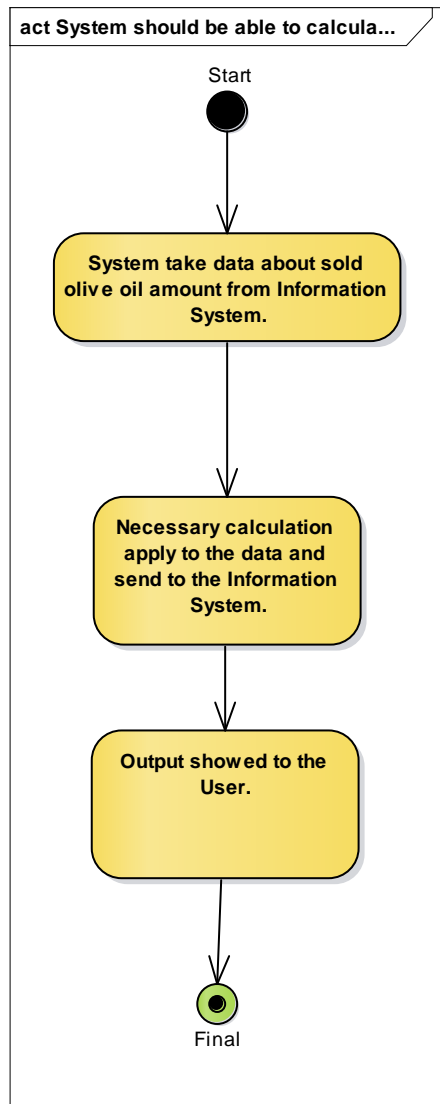 act System should be able to calcula...
Start
System take data about sold
olive oil amount from Information
System.
Necessary calculation
apply to the data and
send to the Information
System.
Output showed to the
User.
Final